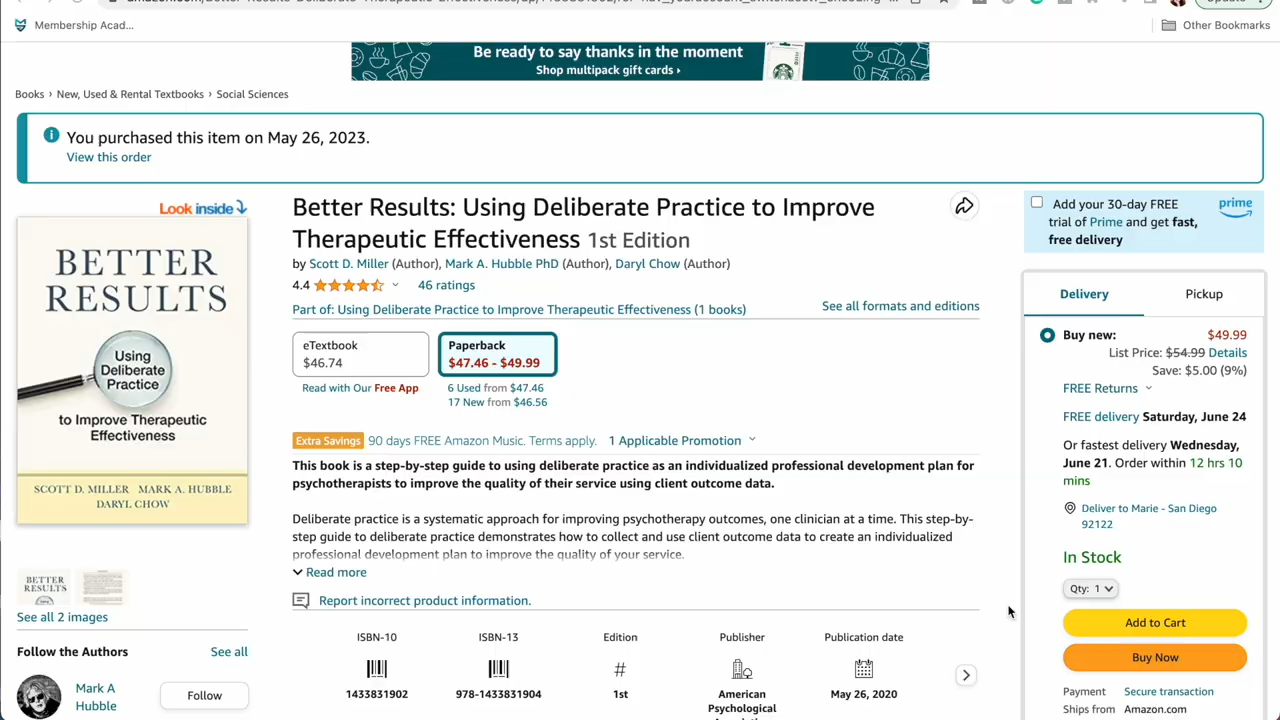 Membership Acad...
Other Bookmarks
Be ready to say thanks in the moment
Shop multipack gift cards ›
Books › New, Used & Rental Textbooks › Social Sciences
You purchased this item on May 26, 2023.
View this order
Look inside
BETTER
RESULTS
Using
Deliberate
Practice
to Improve Therapeutic
Effectiveness
SCOTT D. MILLER MARK A. HUBBLE
DARYL CHOW
BETTER
RESULTS
See all 2 images
Follow the Authors
See all
Mark A
Hubble
Follow
Better Results: Using Deliberate Practice to Improve
Therapeutic Effectiveness 1st Edition
by Scott D. Miller (Author), Mark A. Hubble PhD (Author), Daryl Chow (Author)
4.4
46 ratings
Part of: Using Deliberate Practice to Improve Therapeutic Effectiveness (1 books)
See all formats and editions
eTextbook
$46.74
Read with Our Free App
Paperback
$47.46 - $49.99
6 Used from $47.46
17 New from $46.56
Extra Savings 90 days FREE Amazon Music. Terms apply. 1 Applicable Promotion
This book is a step-by-step guide to using deliberate practice as an individualized professional development plan for
psychotherapists to improve the quality of their service using client outcome data.
Deliberate practice is a systematic approach for improving psychotherapy outcomes, one clinician at a time. This step-by-
step guide to deliberate practice demonstrates how to collect and use client outcome data to create an individualized
professional development plan to improve the quality of your service.
Read more
Report incorrect product information.
ISBN-10
1433831902
ISBN-13
978-1433831904
Edition
#
1st
Publisher
American
Psychological
Publication date
May 26, 2020
Add your 30-day FREE
trial of Prime and get fast,
free delivery
prime
Delivery
Pickup
Buy new:
$49.99
List Price: $54.99 Details
Save: $5.00 (9%)
FREE Returns
FREE delivery Saturday, June 24
Or fastest delivery Wednesday,
June 21. Order within 12 hrs 10
mins
Deliver to Marie - San Diego
92122
In Stock
Qty: 1
Add to Cart
Buy Now
Payment Secure transaction
Ships from Amazon.com